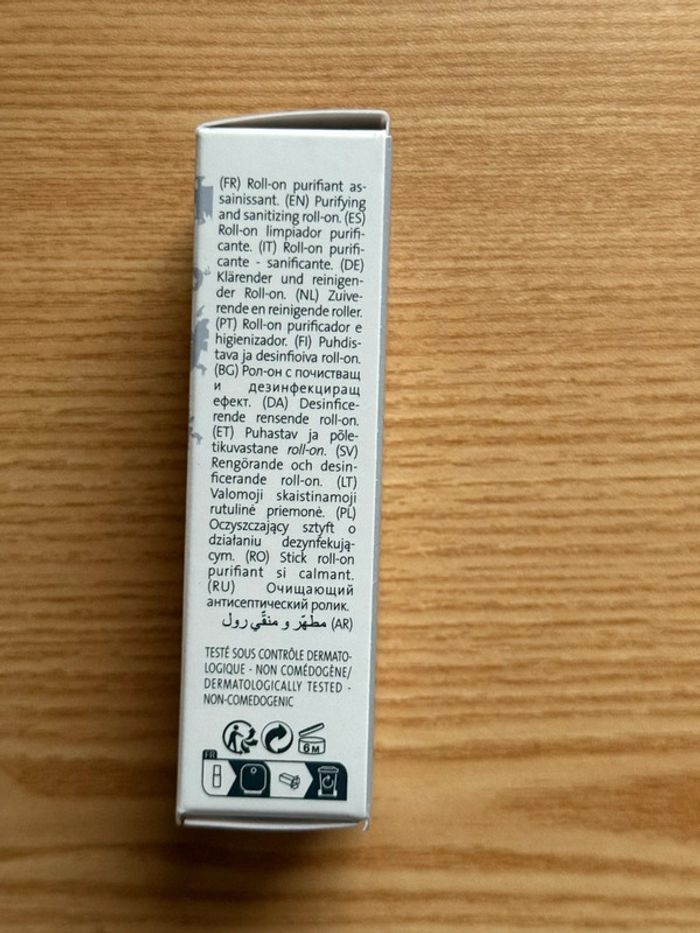 (FR) Roll-on purifiant as-
sainissant. (EN) Purifying
and sanitizing roll-on. (ES)
Roll-on limpiador purifi-
cante. (IT) Roll-on purifi-
cante - sanificante. (DE)
Klärender und reinigen-
der Roll-on. (NL) Zuive-
rende en reinigende roller.
(PT) Roll-on purificador e
higienizador. (FI) Puhdis-
tava ja desinfioiva roll-on.
(BG) Рол-он с почистващ
и дезинфекциращ
ефект. (DA) Desinfice-
rende rensende roll-on.
(ET) Puhastav ja põle-
tikuvastane roll-on. (SV)
Rengörande och desin-
ficerande roll-on. (LT)
Valomoji skaistinamoji
rutulinė priemonė. (PL)
Oczyszczający sztyft o
działaniu dezynfekują-
cym. (RO) Stick roll-on
purifiant si calmant.
(RU) Очищающий
антисептический ролик.
(AR) مطهّر و منقّي رول
TESTÉ SOUS CONTRÔLE DERMATO-
LOGIQUE - NON COMÉDOGÈNE/
DERMATOLOGICALLY TESTED -
NON-COMEDOGENIC
6 M
FR